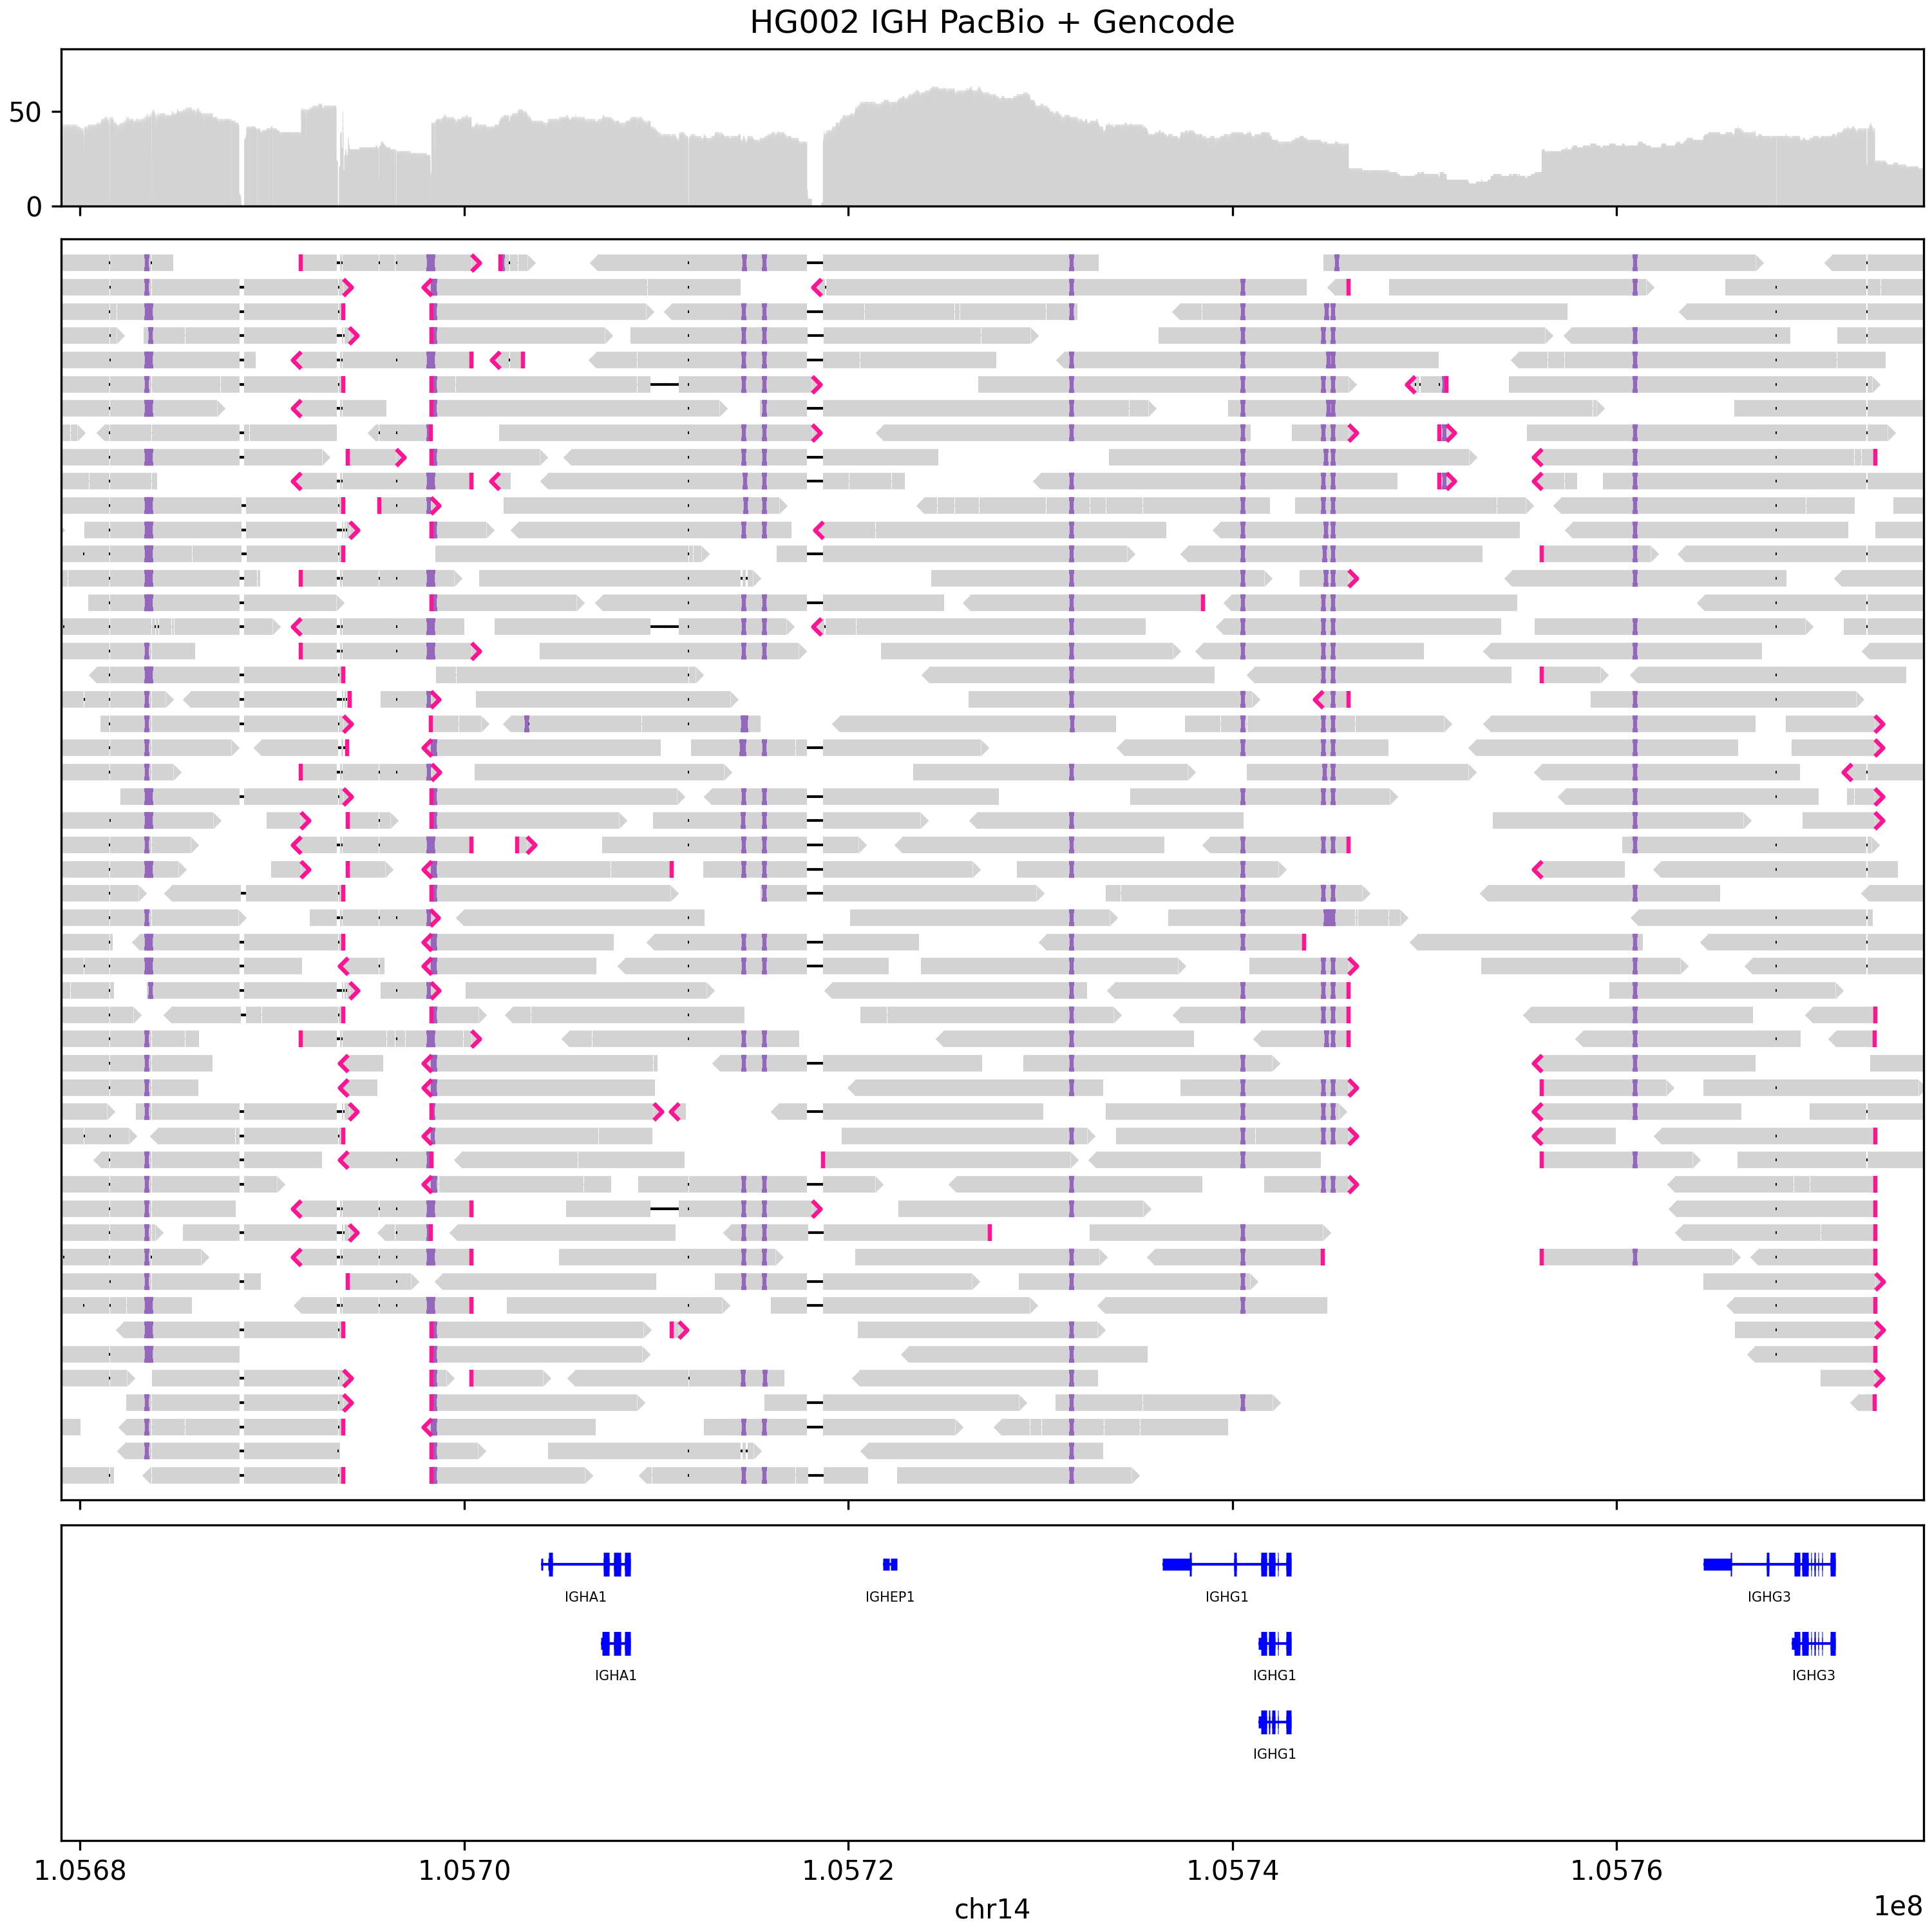 HG002 IGH PacBio + Gencode
50
0
IGHA1 IGHEP1 IGHG1 IGHG3
IGHA1 IGHG1 IGHG3
IGHG1
1.0568 1.0570 1.0572 1.0574 1.0576
chr14
1e8